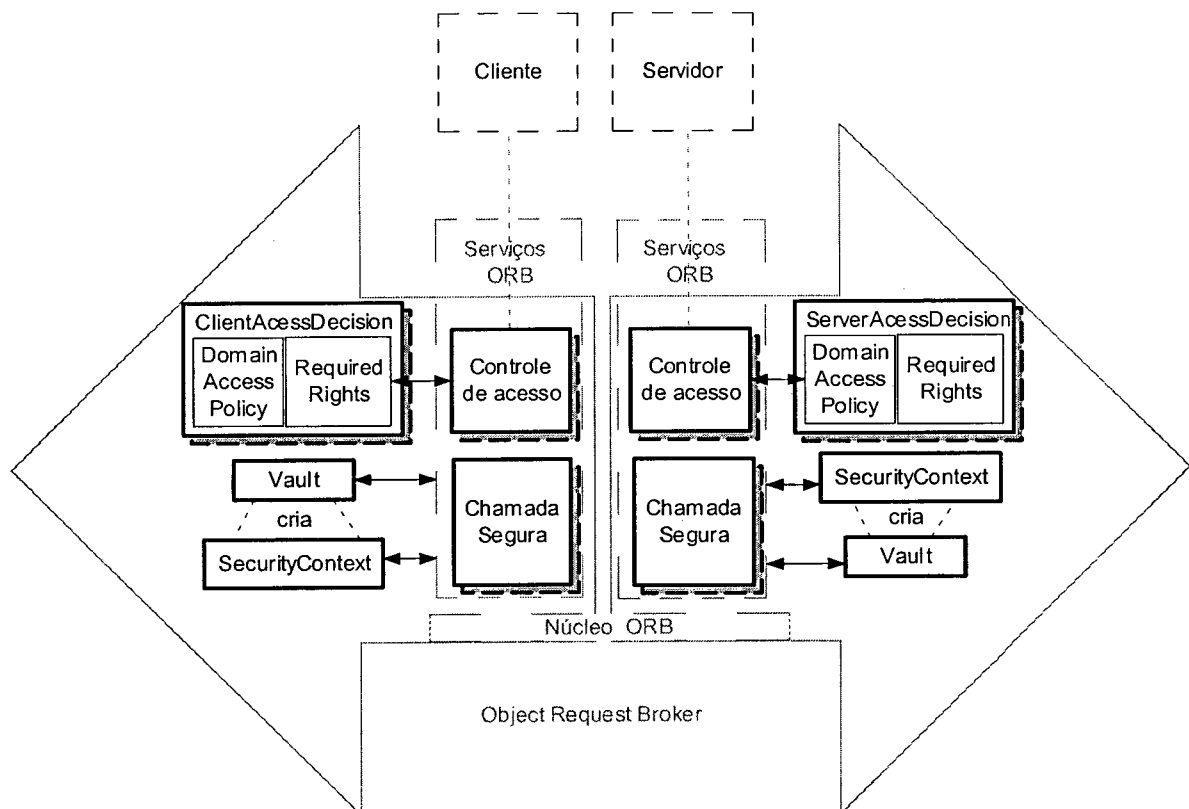 Cliente
Servidor
Serviços
ORB
Serviços
ORB
ClientAcessDecision
Domain
Access
Policy
Required
Rights
Controle
de acesso
Controle
de acesso
ServerAcessDecision
Domain
Access
Policy
Required
Rights
Vault
cria
SecurityContext
Chamada
Segura
Chamada
Segura
SecurityContext
cria
Vault
Núcleo ORB
Object Request Broker